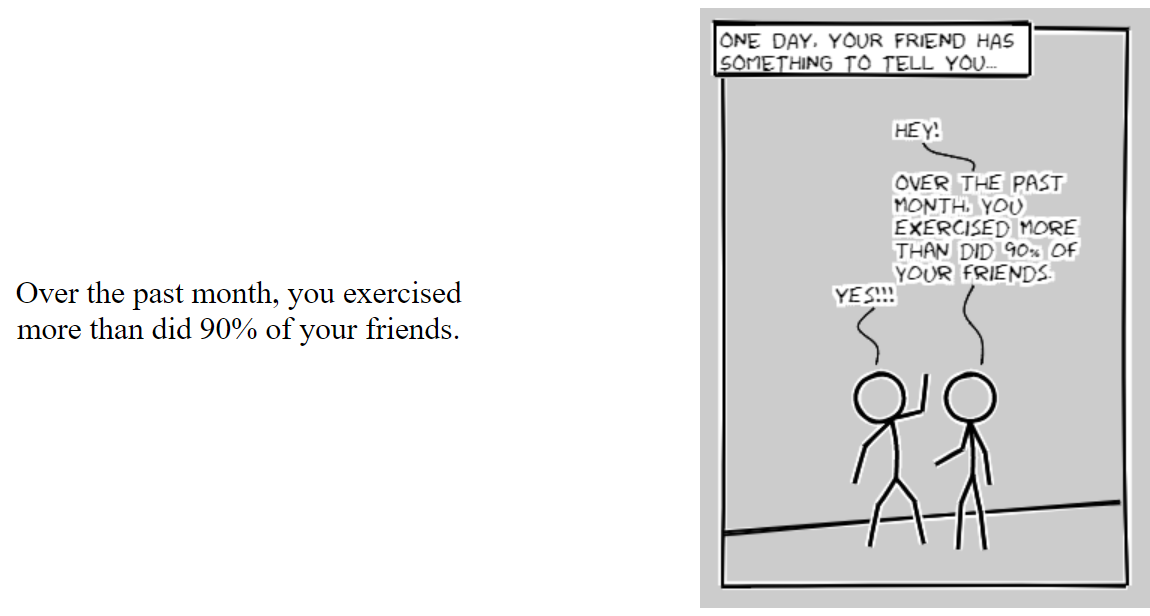 Over the past month, you exercised
more than did 90% of your friends.
ONE DAY, YOUR FRIEND HAS
SOMETHING TO TELL YOU...
HEY!
OVER THE PAST
MONTH, YOU
EXERCISED MORE
THAN DID 90% OF
YOUR FRIENDS.
YES!!!